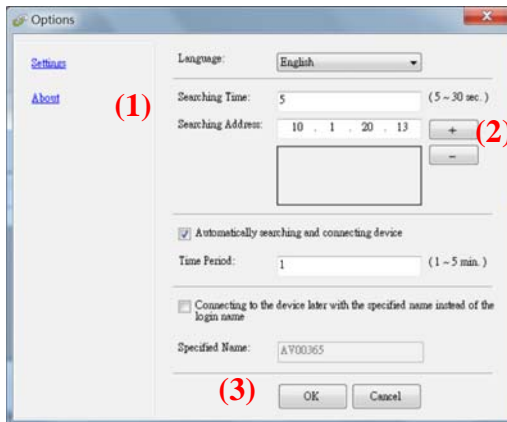 Options
Settings
About
(1)
Language: English
Searching Time: 5 (5 ~ 30 sec.)
Searching Address: 10 . 1 . 20 . 13 + (2)
-
Automatically searching and connecting device
Time Period: 1 (1 ~ 5 min.)
Connecting to the device later with the specified name instead of the
login name
Specified Name: AV00365
(3) OK Cancel